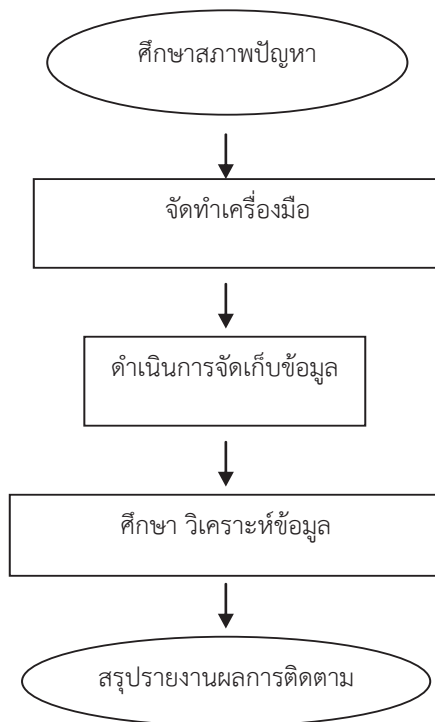 ศึกษาสภาพปัญหา
จัดทำเครื่องมือ
ดำเนินการจัดเก็บข้อมูล
ศึกษา วิเคราะห์ข้อมูล
สรุปรายงานผลการติดตาม